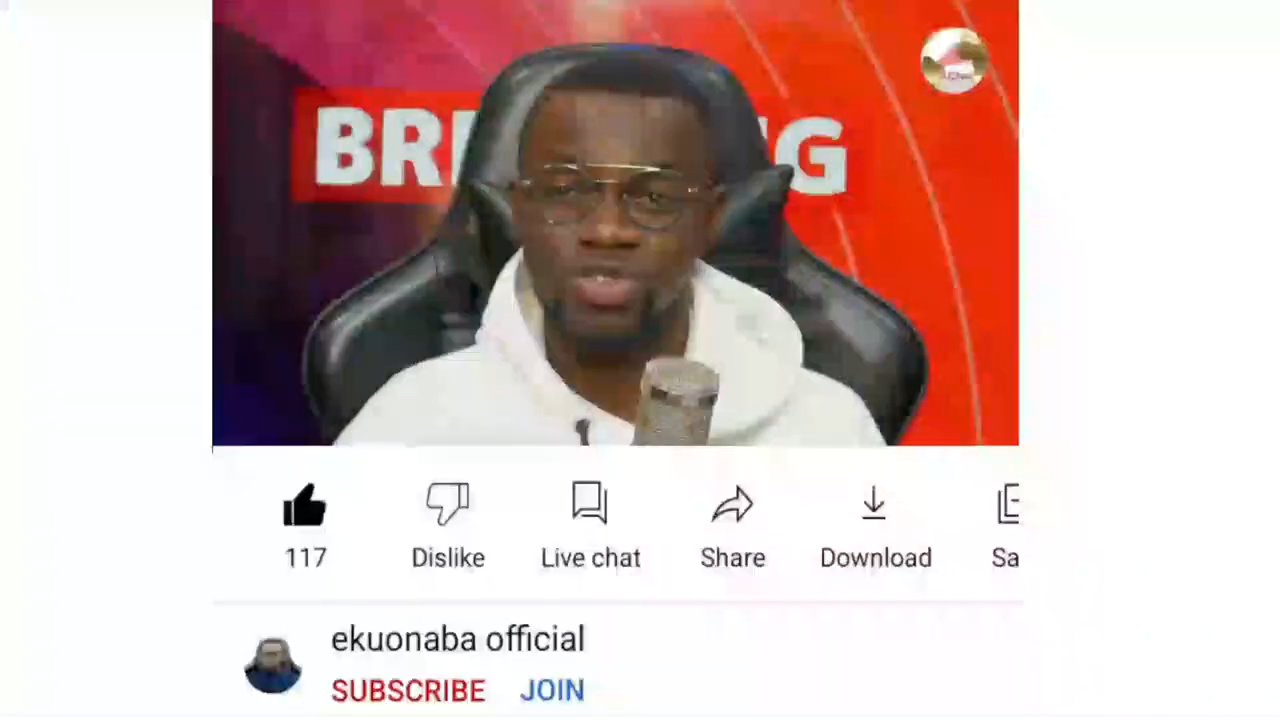 BR G
117 Dislike Live chat Share Download Sa
ekuonaba official
SUBSCRIBE JOIN